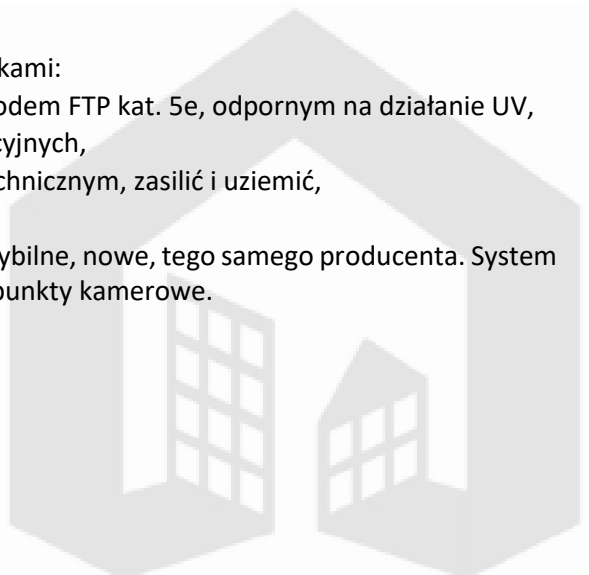 kami:
odem FTP kat. 5e, odpornym na działanie UV,
cyjnych,
chnicznym, zasilić i uziemić,
ybilne, nowe, tego samego producenta. System
punkty kamerowe.